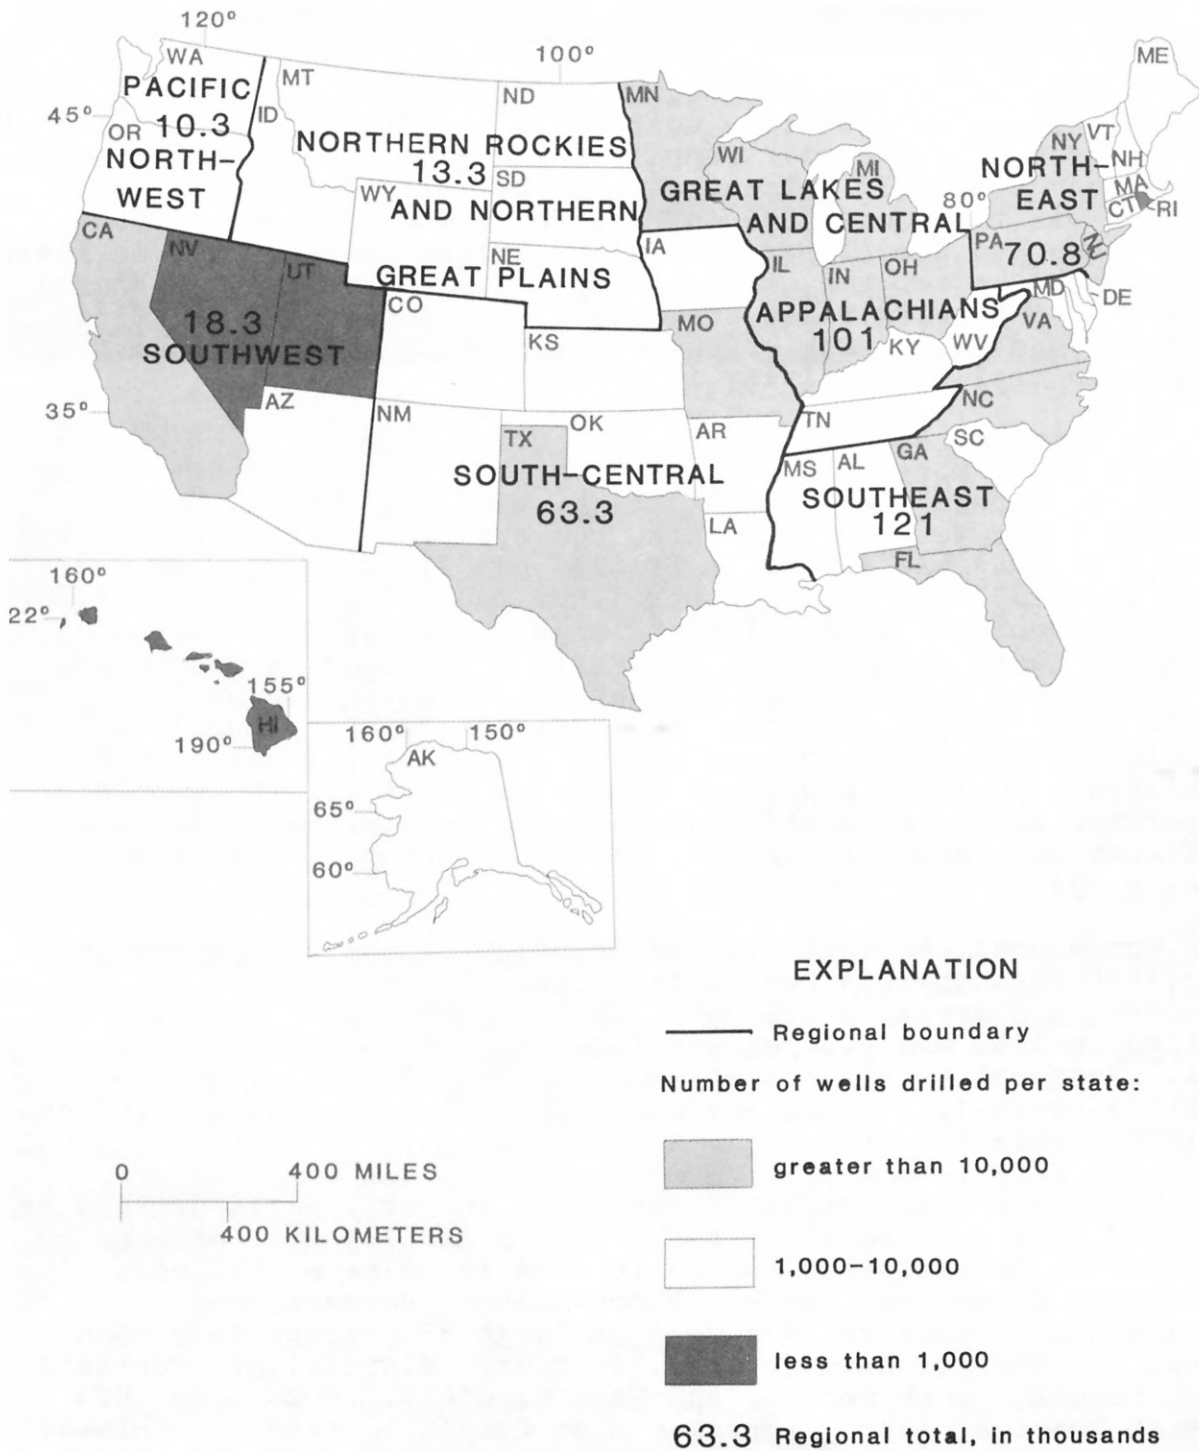 120°
100°
WA
MT
ND
MN
ME
PACIFIC
10.3
NORTH-
WEST
45°
OR
ID
NORTHERN ROCKIES
13.3
AND NORTHERN
GREAT PLAINS
WY
SD
NE
WI
MI
GREAT LAKES
AND CENTRAL
APPALACHIANS
101
NY
VT
NH
MA
CT
RI
NORTH-
EAST
70.8
80°
PA
NJ
MD
DE
CA
NV
UT
18.3
SOUTHWEST
CO
IA
IL
IN
OH
MO
KS
KY
WV
VA
35°
AZ
NM
OK
TX
AR
TN
NC
SC
SOUTH-CENTRAL
63.3
MS
AL
GA
SOUTHEAST
121
LA
FL
160°
22°
155°
HI
190°
160°
150°
AK
65°
60°
EXPLANATION
Regional boundary
Number of wells drilled per state:
greater than 10,000
1,000-10,000
less than 1,000
63.3 Regional total, in thousands
0 400 MILES
400 KILOMETERS